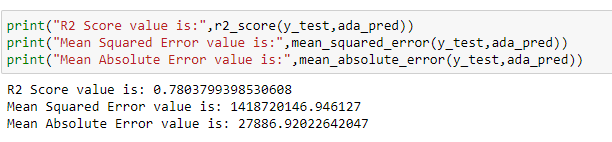 print("R2 Score value is:",r2_score(y_test,ada_pred))
print("Mean Squared Error value is:",mean_squared_error(y_test,ada_pred))
print("Mean Absolute Error value is:",mean_absolute_error(y_test,ada_pred))
R2 Score value is: 0.7803799398530608
Mean Squared Error value is: 1418720146.946127
Mean Absolute Error value is: 27886.92022642047